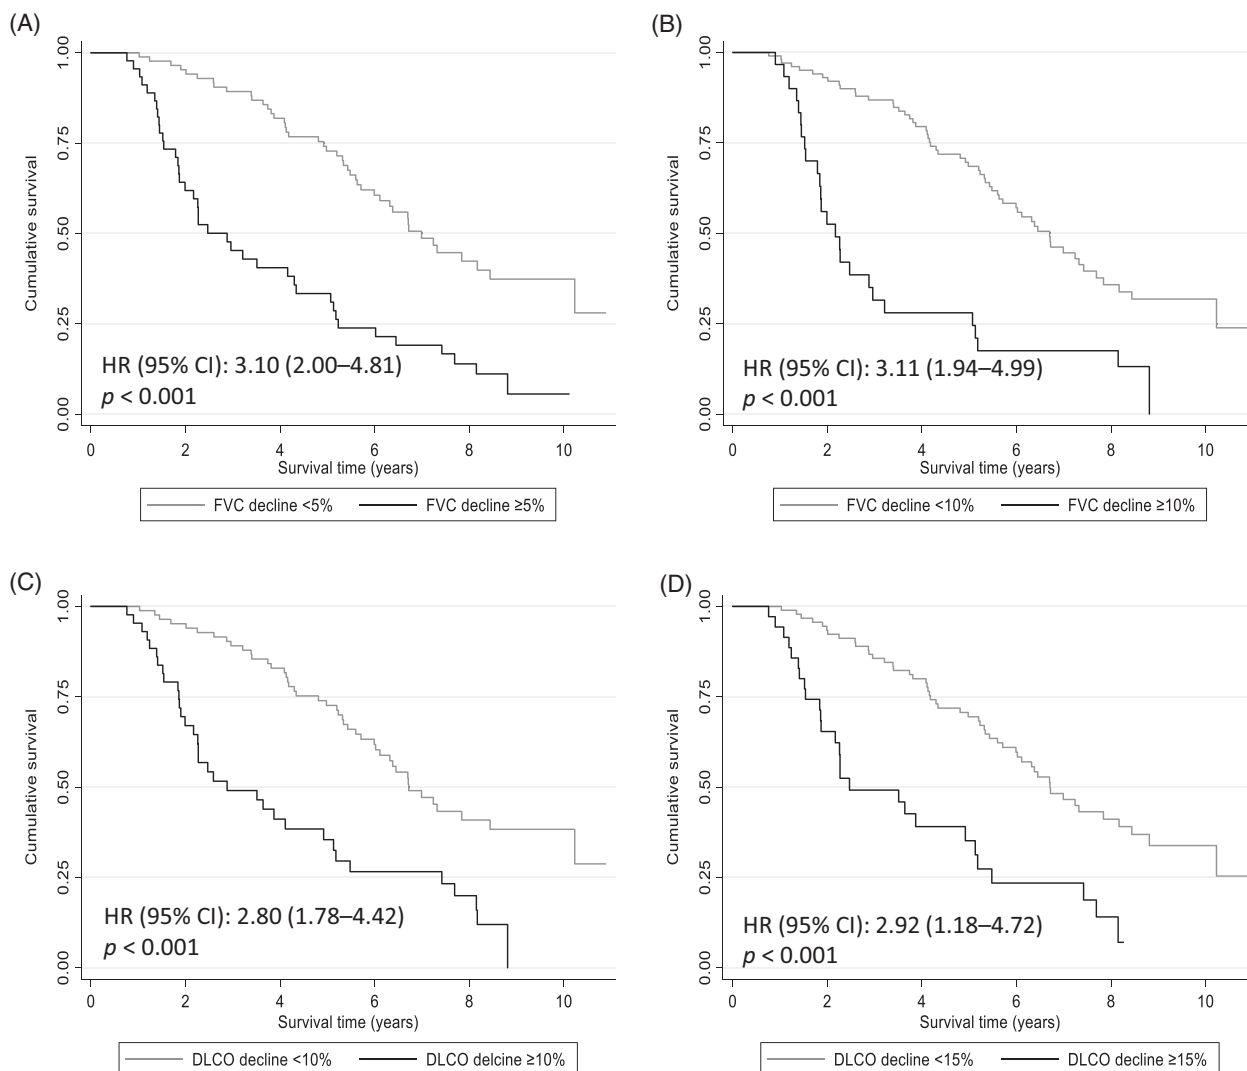 (A)
Cumulative survival
1.00
0.75
0.50
0.25
0.00
HR (95% CI): 3.10 (2.00–4.81)
p < 0.001
0 2 4 6 8 10
Survival time (years)
FVC decline <5% FVC decline ≥5%
(B)
Cumulative survival
1.00
0.75
0.50
0.25
0.00
HR (95% CI): 3.11 (1.94–4.99)
p < 0.001
0 2 4 6 8 10
Survival time (years)
FVC decline <10% FVC decline ≥10%
(C)
Cumulative survival
1.00
0.75
0.50
0.25
0.00
HR (95% CI): 2.80 (1.78–4.42)
p < 0.001
0 2 4 6 8 10
Survival time (years)
DLCO decline <10% DLCO delcine ≥10%
(D)
Cumulative survival
1.00
0.75
0.50
0.25
0.00
HR (95% CI): 2.92 (1.18–4.72)
p < 0.001
0 2 4 6 8 10
Survival time (years)
DLCO decline <15% DLCO decline ≥15%